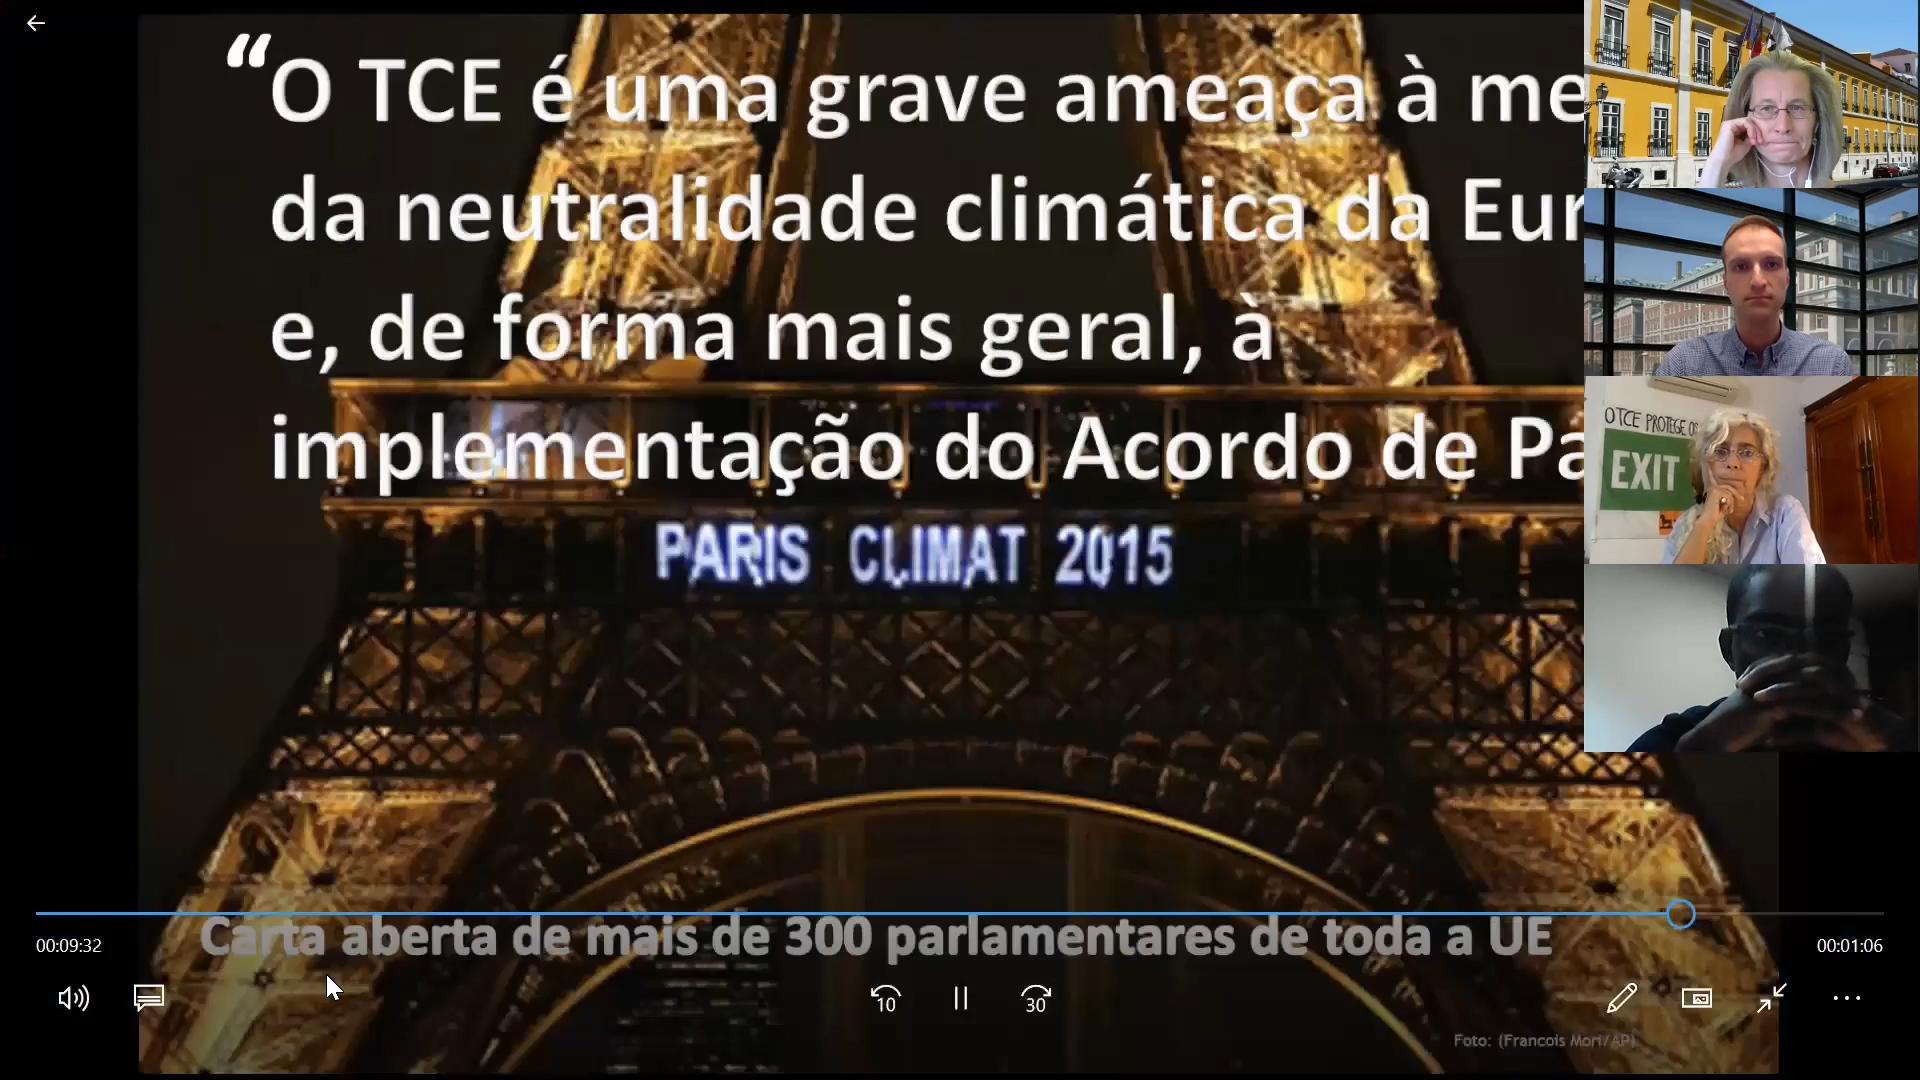 “O TCE é uma grave ameaça à me
da neutralidade climática da Eur
e, de forma mais geral, à
implementação do Acordo de Pa
PARIS CLIMAT 2015
Carta aberta de mais de 300 parlamentares de toda a UE
Foto: (Francois Mori/AP)
00:09:32
00:01:06
10
30
O TCE PROTEGE OS
EXIT